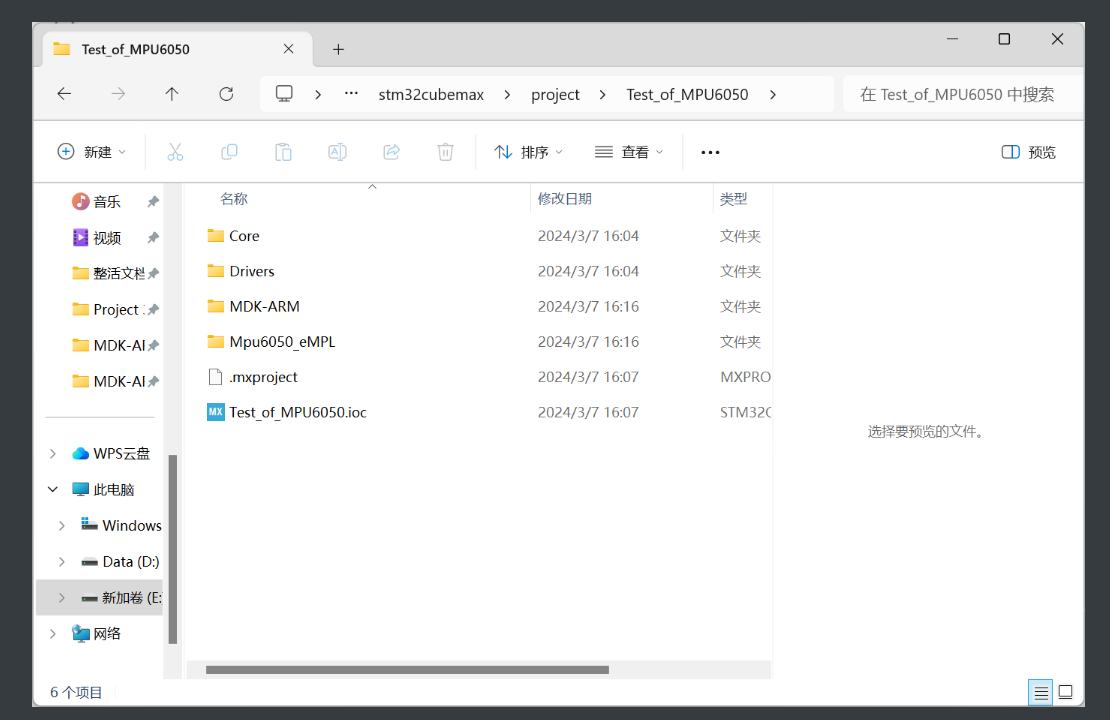 Test_of_MPU6050
stm32cubemax project Test_of_MPU6050
在 Test_of_MPU6050 中搜索
新建 排序 查看 预览
音乐
视频
整活文档
Project
MDK-AI
MDK-AI
WPS云盘
此电脑
Windows
Data (D:)
新加卷 (E:
网络
名称 修改日期 类型
Core 2024/3/7 16:04 文件夹
Drivers 2024/3/7 16:04 文件夹
MDK-ARM 2024/3/7 16:16 文件夹
Mpu6050_eMPL 2024/3/7 16:16 文件夹
.mxproject 2024/3/7 16:07 MXPRO
MX Test_of_MPU6050.ioc 2024/3/7 16:07 STM32C
选择要预览的文件。
6 个项目